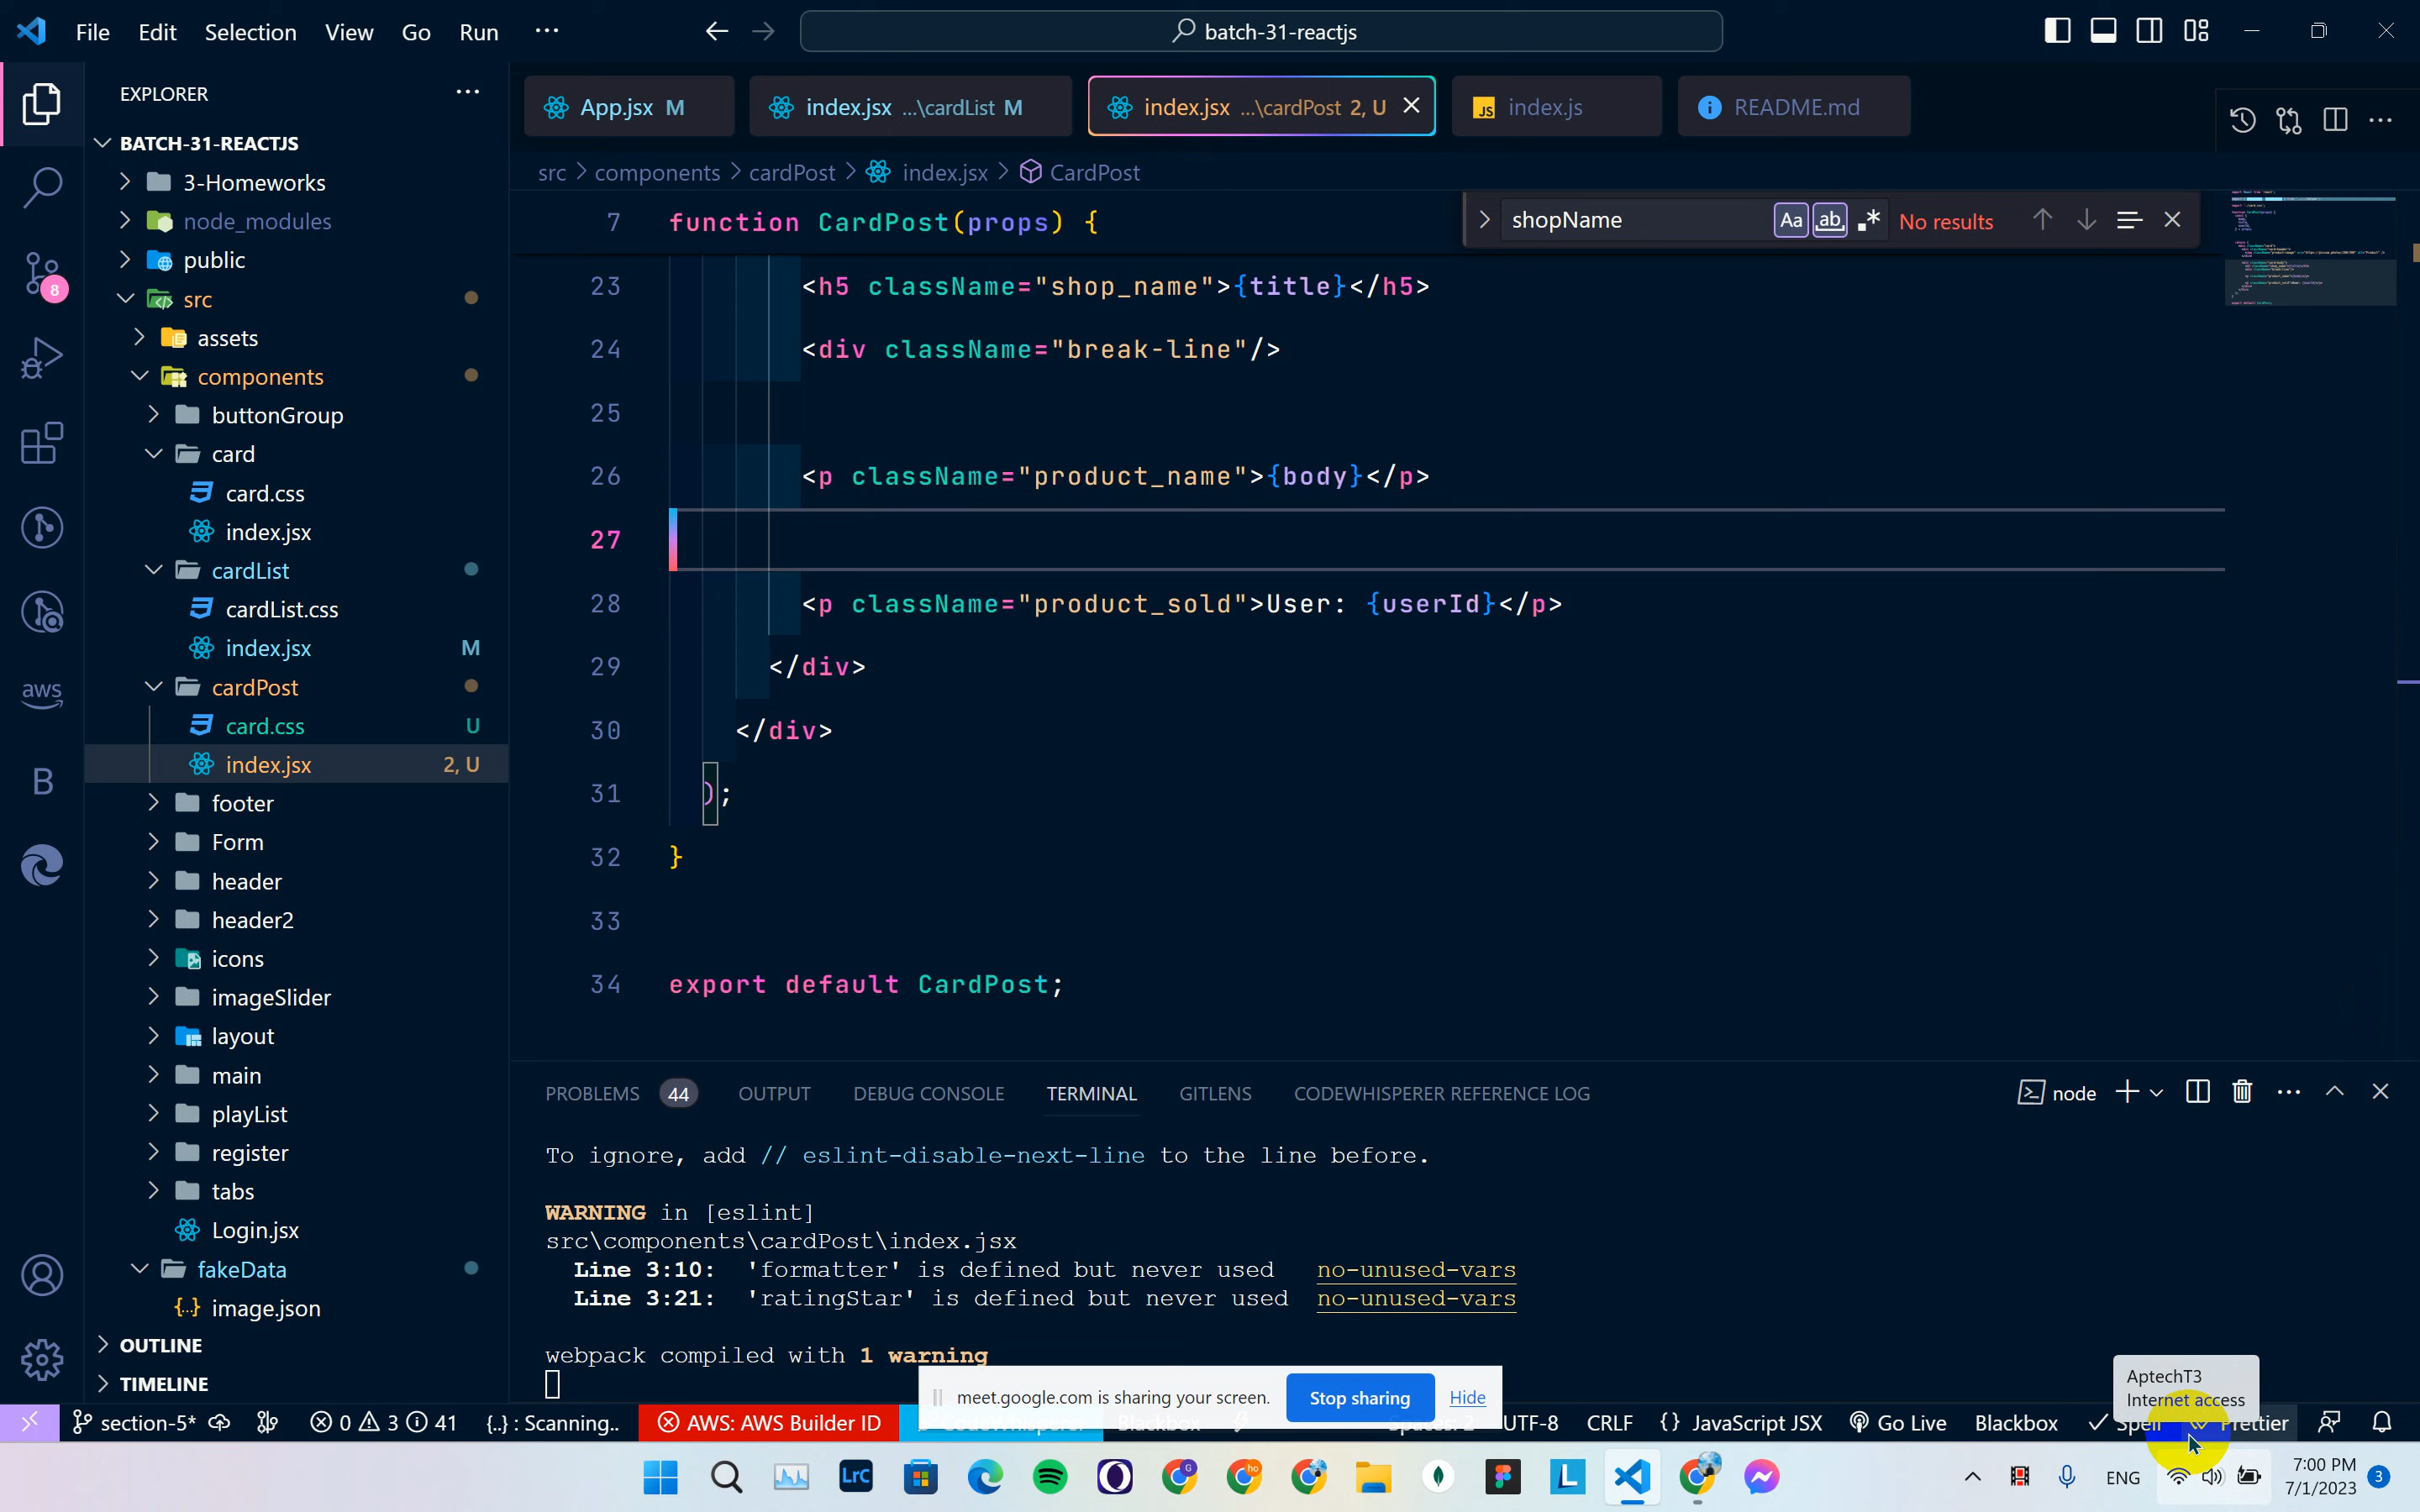 File Edit Selection View Go Run ···
batch-31-reactjs
EXPLORER
BATCH-31-REACTJS
3-Homeworks
node_modules
public
src
assets
components
buttonGroup
card
card.css
index.jsx
cardList
cardList.css
index.jsx M
cardPost
card.css U
index.jsx 2, U
footer
Form
header
header2
icons
imageSlider
layout
main
playList
register
tabs
Login.jsx
fakeData
image.json
OUTLINE
TIMELINE
8
aws
B
App.jsx M
index.jsx ...\cardList M
index.jsx ...\cardPost 2, U
JS index.js
README.md
src > components > cardPost > index.jsx > CardPost
shopName Aa ab No results
7 function CardPost(props) {
23 <h5 className="shop_name">{title}</h5>
24 <div className="break-line"/>
25
26 <p className="product_name">{body}</p>
27
28 <p className="product_sold">User: {userId}</p>
29 </div>
30 </div>
31 );
32 }
33
34 export default CardPost;
PROBLEMS 44 OUTPUT DEBUG CONSOLE TERMINAL GITLENS CODEWHISPERER REFERENCE LOG
node
To ignore, add // eslint-disable-next-line to the line before.
WARNING in [eslint]
src\components\cardPost\index.jsx
Line 3:10: 'formatter' is defined but never used no-unused-vars
Line 3:21: 'ratingStar' is defined but never used no-unused-vars
webpack compiled with 1 warning
meet.google.com is sharing your screen. Stop sharing Hide
AptechT3
Internet access
section-5* 0 3 41 {..} : Scanning.. AWS: AWS Builder ID UTF-8 CRLF {} JavaScript JSX Go Live Blackbox Spell Prettier
LrC
G
ho
L
ENG
7:00 PM
7/1/2023
3